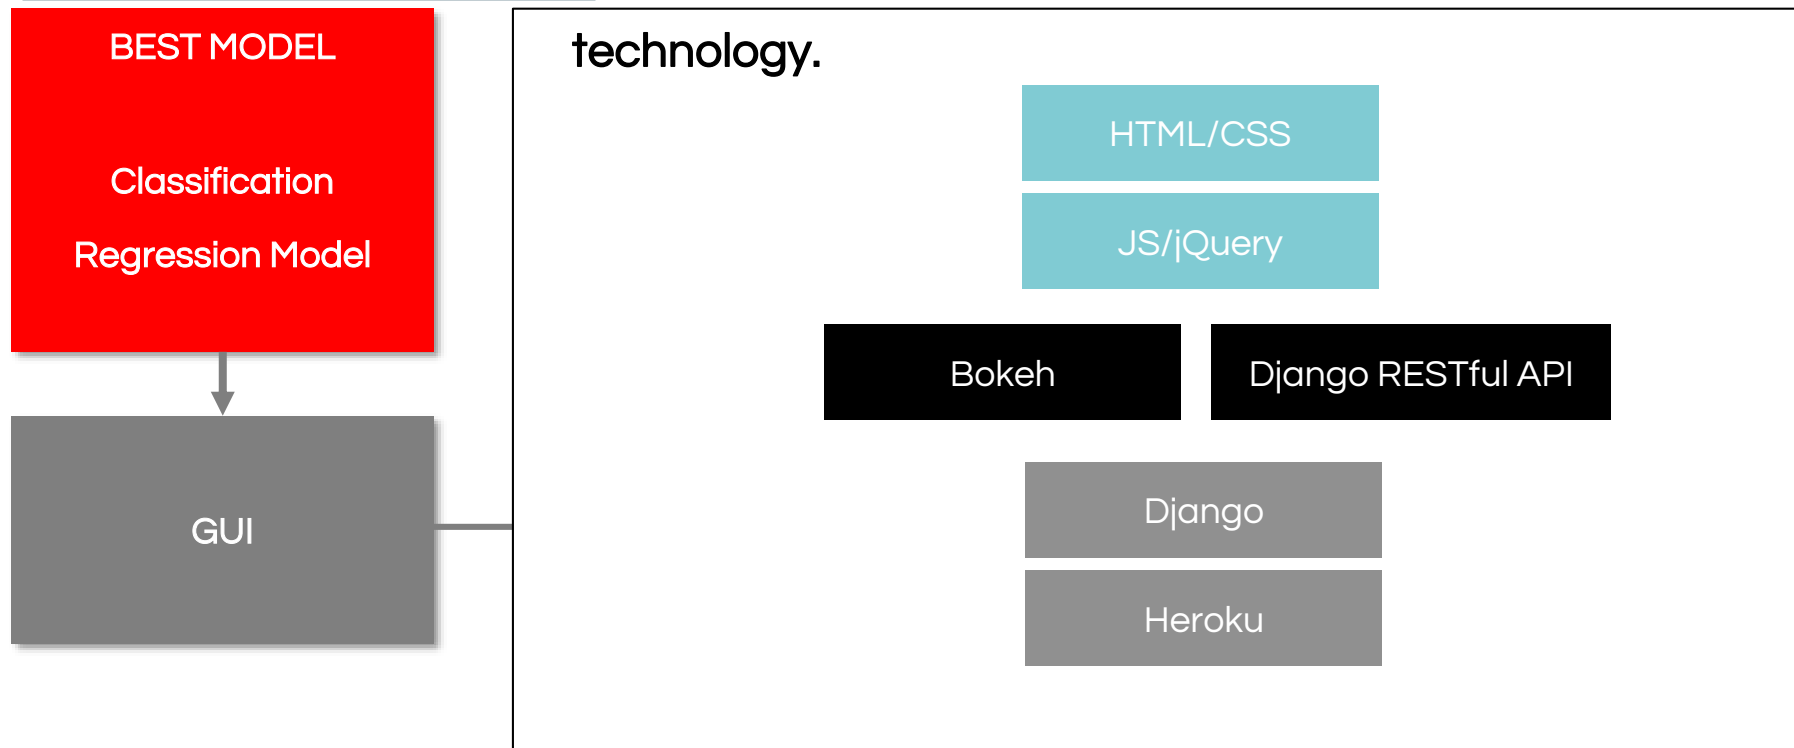 BEST MODEL
Classification
Regression Model
GUI
technology.
HTML/CSS
JS/jQuery
Bokeh
Django RESTful API
Django
Heroku